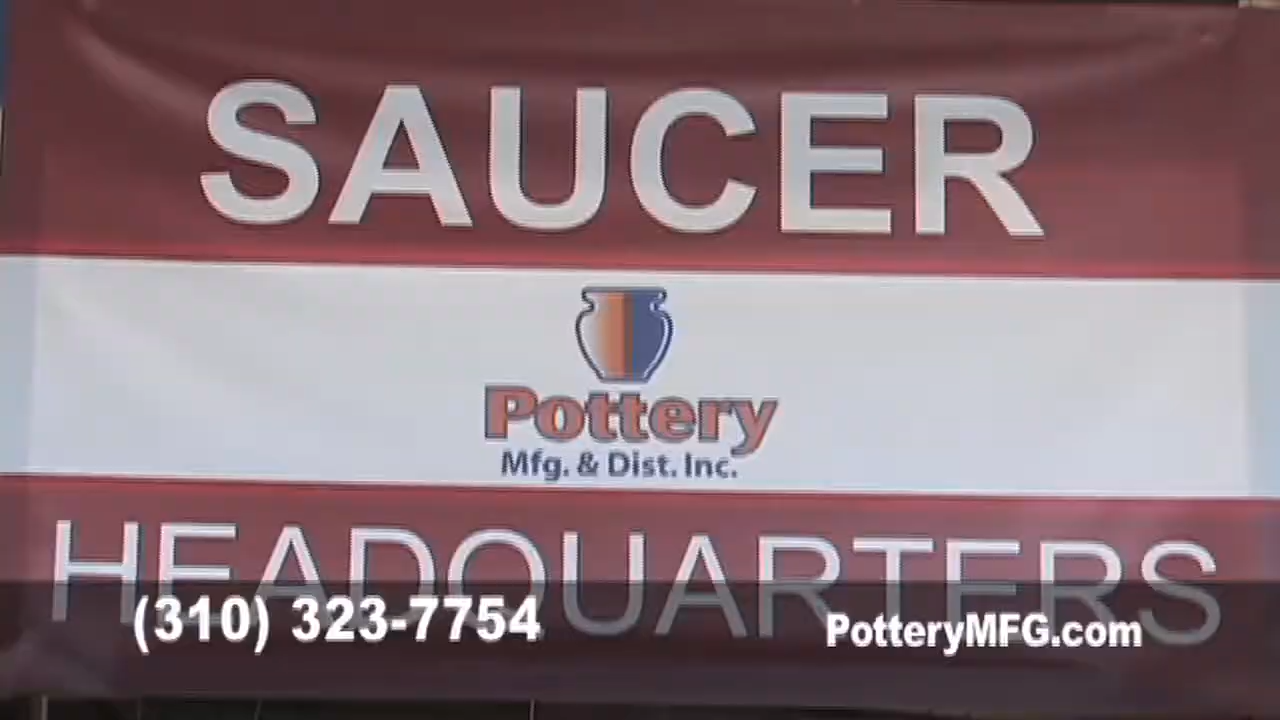 SAUCER
Pottery
Mfg. & Dist. Inc.
HEADQUARTERS
(310) 323-7754
PotteryMFG.com